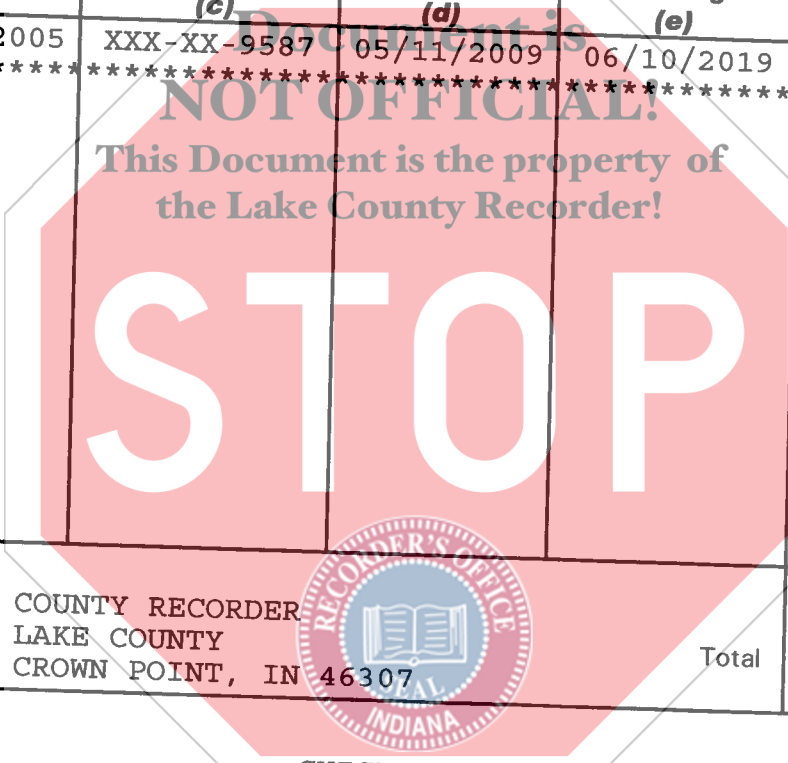 (c) (d) (e)
Document is
2005 XXX-XX-9587 05/11/2009 06/10/2019
*****************************************************
NOT OFFICIAL!
This Document is the property of
the Lake County Recorder!
STOP
COUNTY RECORDER
LAKE COUNTY
CROWN POINT, IN 46307
Total
RECORDER'S OFFICE
SEAL
INDIANA